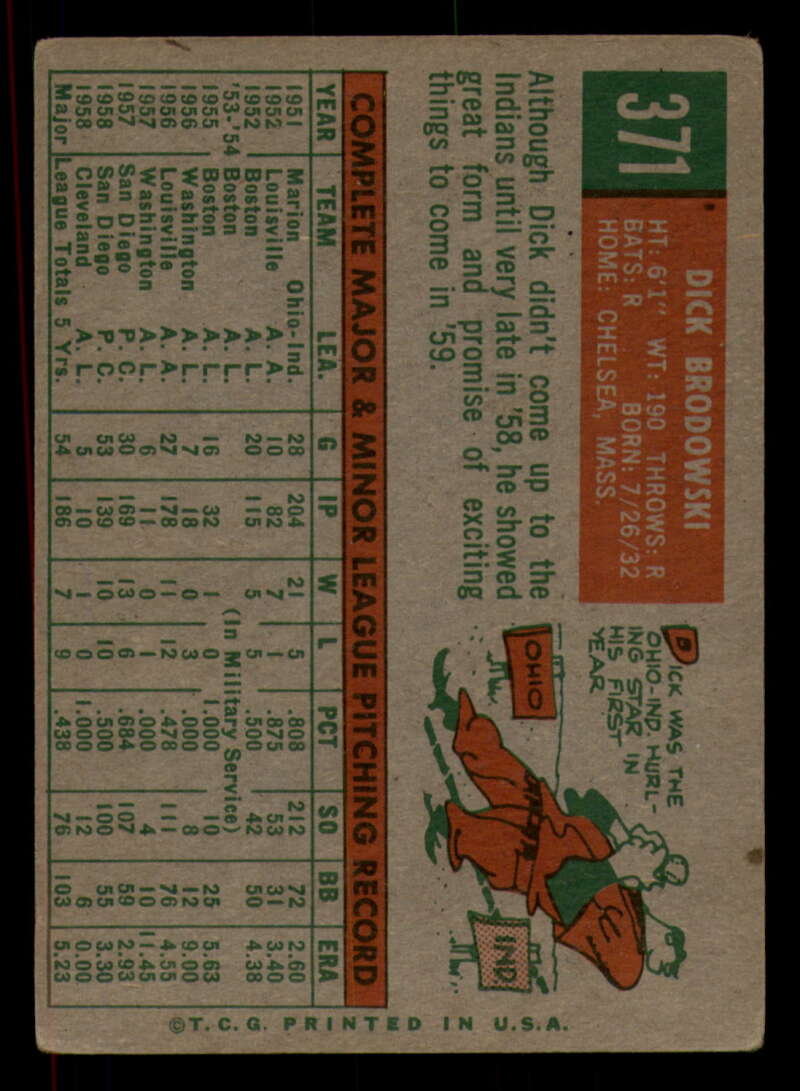 371
DICK BRODOWSKI
HT: 6'1" WT: 190 THROWS: R
BATS: R BORN: 7/26/32
HOME: CHELSEA, MASS.
Although Dick didn't come up to the
Indians until very late in '58, he showed
great form and promise of exciting
things to come in '59.
DICK WAS THE
OHIO-IND. HURL-
ING STAR IN
HIS FIRST
YEAR
OHIO
IND.
COMPLETE MAJOR & MINOR LEAGUE PITCHING RECORD
YEAR TEAM LEA. G IP W L PCT SO BB ERA
1951 Marion Ohio-Ind. 28 204 21 5 .808 212 72 2.60
1952 Louisville A. A. 10 82 7 1 .875 53 31 3.40
1952 Boston A. L. 20 115 5 5 .500 42 50 4.38
'53-'54 Boston A. L. (In Military Service)
1955 Boston A. L. 16 32 1 0 1.000 10 25 5.63
1956 Washington A. L. 7 18 0 3 .000 8 12 9.00
1956 Louisville A. A. 27 178 11 12 .478 111 76 4.55
1957 Washington A. L. 6 11 0 1 .000 4 10 11.45
1957 San Diego P. C. 30 169 13 6 .684 107 59 2.93
1958 San Diego P. C. 53 139 10 10 .500 100 55 3.30
1958 Cleveland A. L. 5 10 1 0 1.000 12 6 0.00
Major League Totals 5 Yrs. 54 186 7 9 .438 76 103 5.23
©T.C.G. PRINTED IN U.S.A.